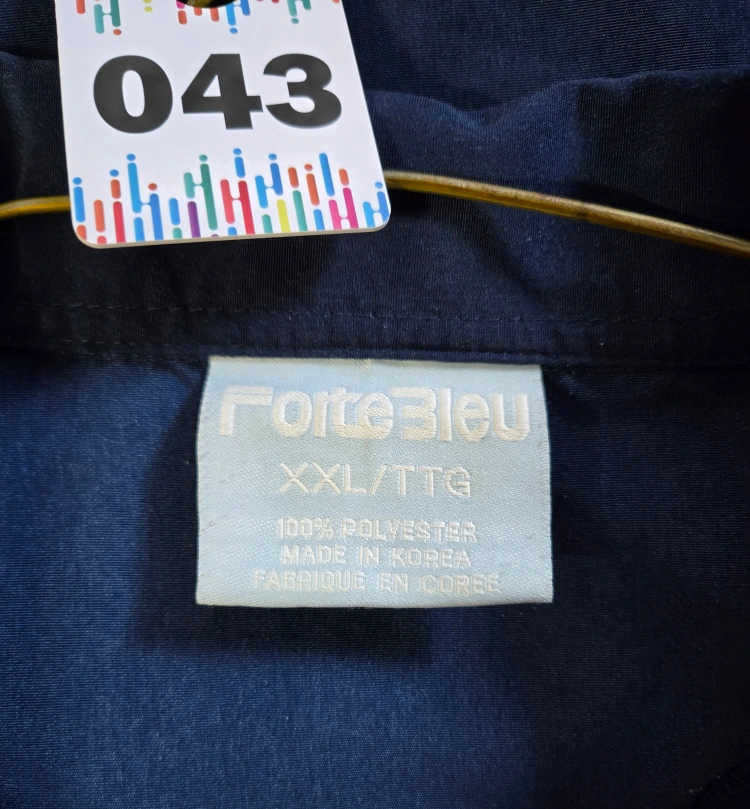 043
ForteBleu
XXL/TTG
100% POLYESTER
MADE IN KOREA
FABRIQUE EN COREE